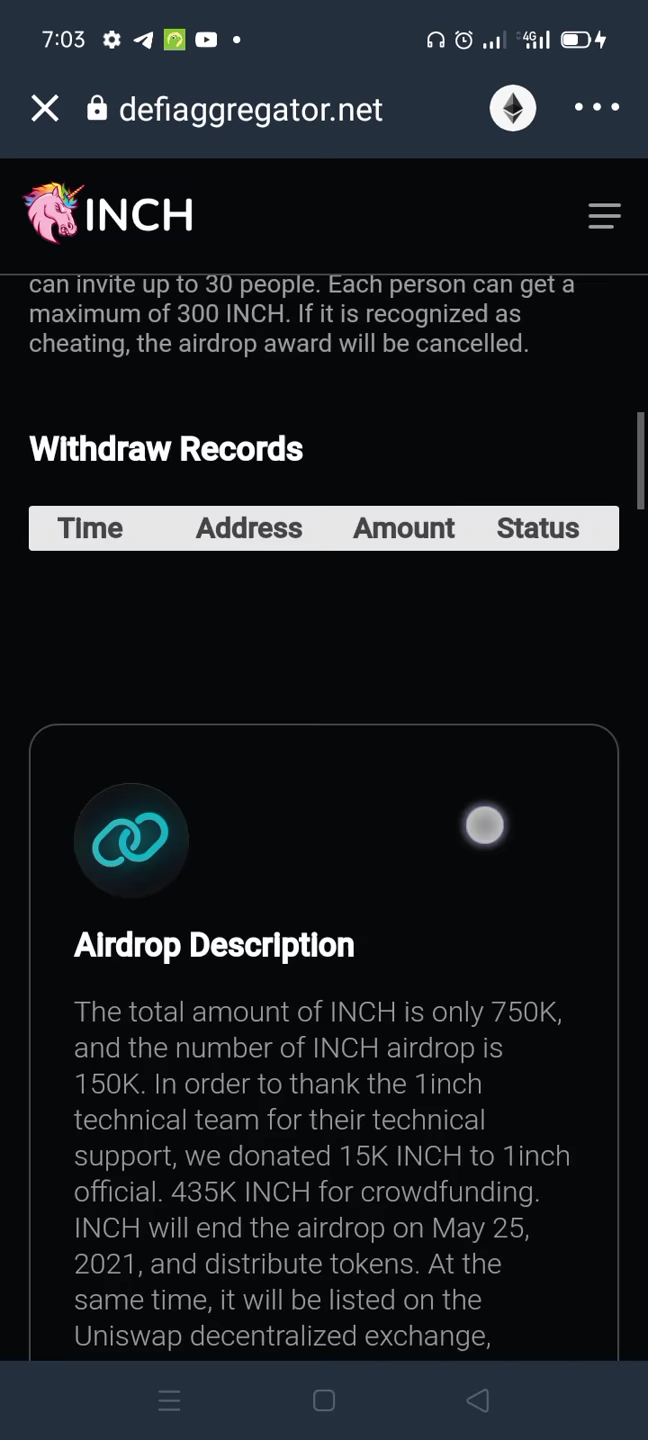 7:03
4G
defiaggregator.net
INCH
can invite up to 30 people. Each person can get a
maximum of 300 INCH. If it is recognized as
cheating, the airdrop award will be cancelled.
Withdraw Records
Time Address Amount Status
Airdrop Description
The total amount of INCH is only 750K,
and the number of INCH airdrop is
150K. In order to thank the 1inch
technical team for their technical
support, we donated 15K INCH to 1inch
official. 435K INCH for crowdfunding.
INCH will end the airdrop on May 25,
2021, and distribute tokens. At the
same time, it will be listed on the
Uniswap decentralized exchange,